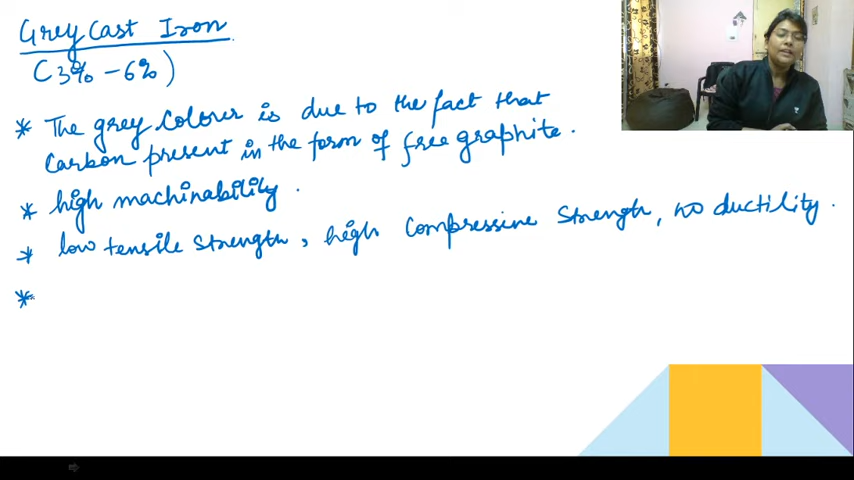 Grey Cast Iron
(3% - 6%)
* The grey colour is due to the fact that
carbon present in the form of free graphite.
* high machinability.
* low tensile strength, high compressive strength, no ductility.
*